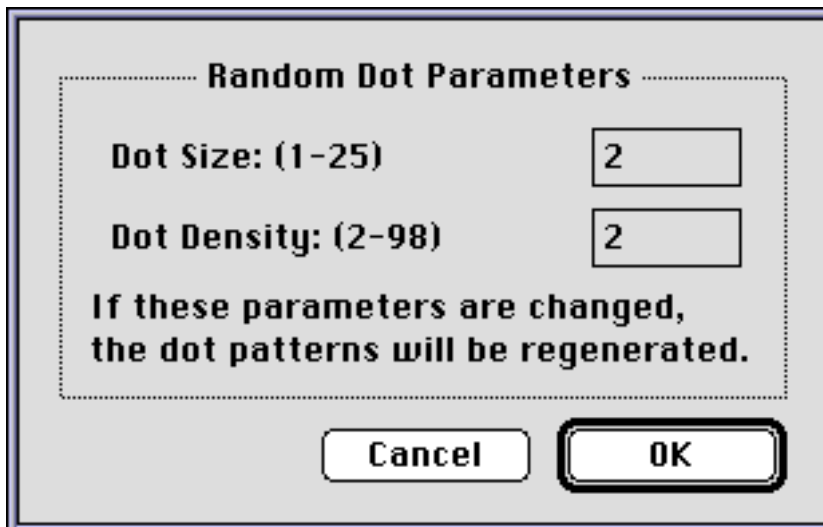 Random Dot Parameters
Dot Size: (1-25) 2
Dot Density: (2-98) 2
If these parameters are changed,
the dot patterns will be regenerated.
Cancel OK